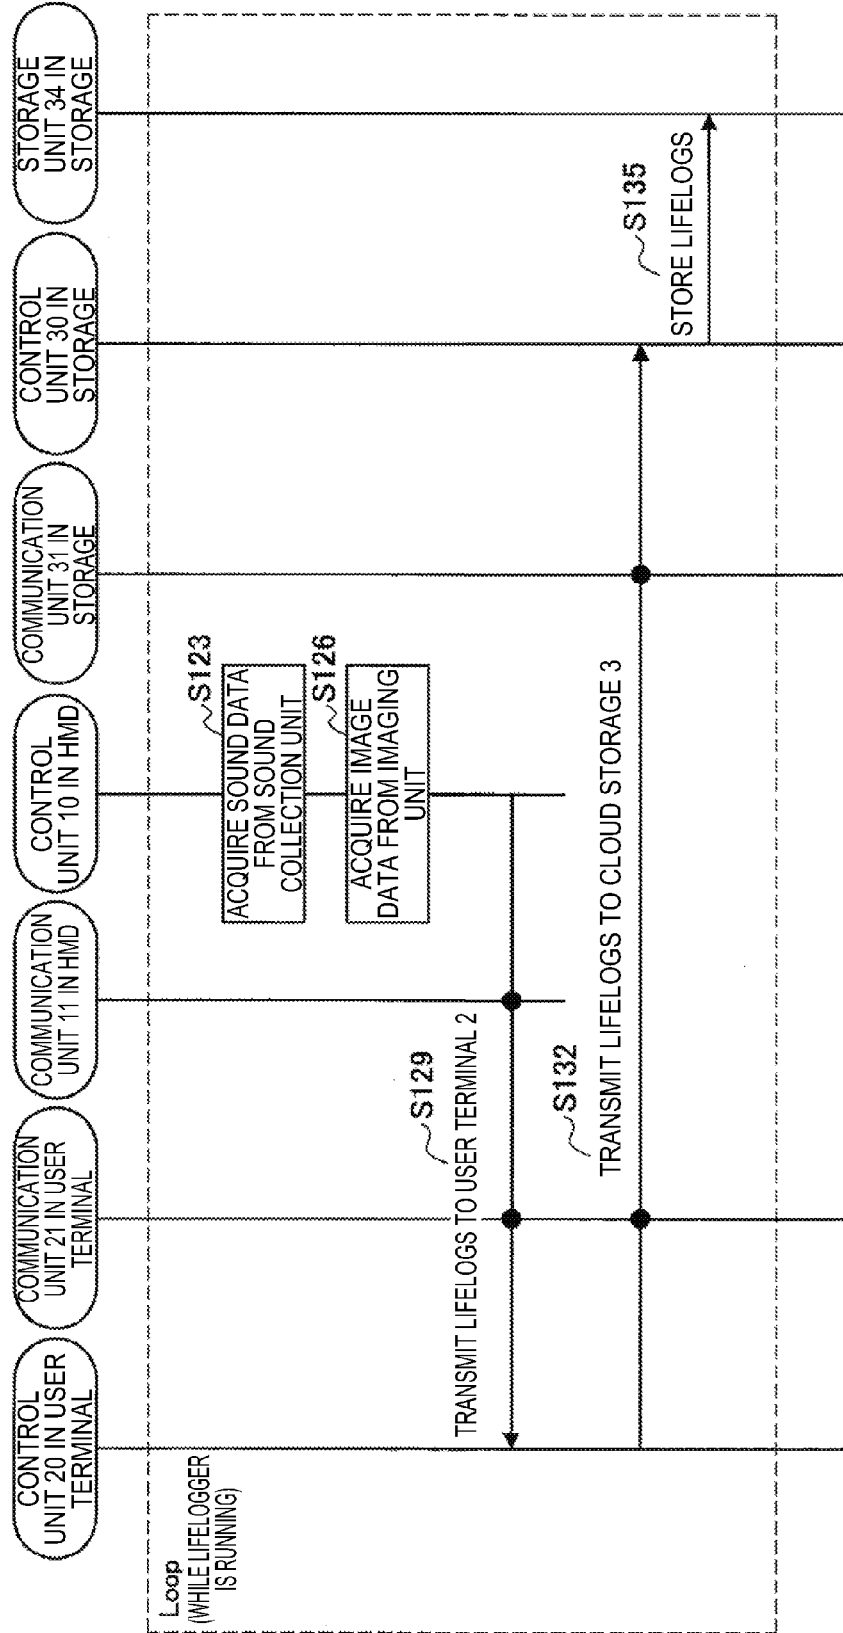 CONTROL
UNIT 20 IN USER
TERMINAL
COMMUNICATION
UNIT 21 IN USER
TERMINAL
COMMUNICATION
UNIT 11 IN HMD
CONTROL
UNIT 10 IN HMD
COMMUNICATION
UNIT 31 IN
STORAGE
CONTROL
UNIT 30 IN
STORAGE
STORAGE
UNIT 34 IN
STORAGE
Loop
(WHILE LIFELOGGER
IS RUNNING)
S123
ACQUIRE SOUND DATA
FROM SOUND
COLLECTION UNIT
S126
ACQUIRE IMAGE
DATA FROM IMAGING
UNIT
S129
TRANSMIT LIFELOGS TO USER TERMINAL 2
S132
TRANSMIT LIFELOGS TO CLOUD STORAGE 3
S135
STORE LIFELOGS